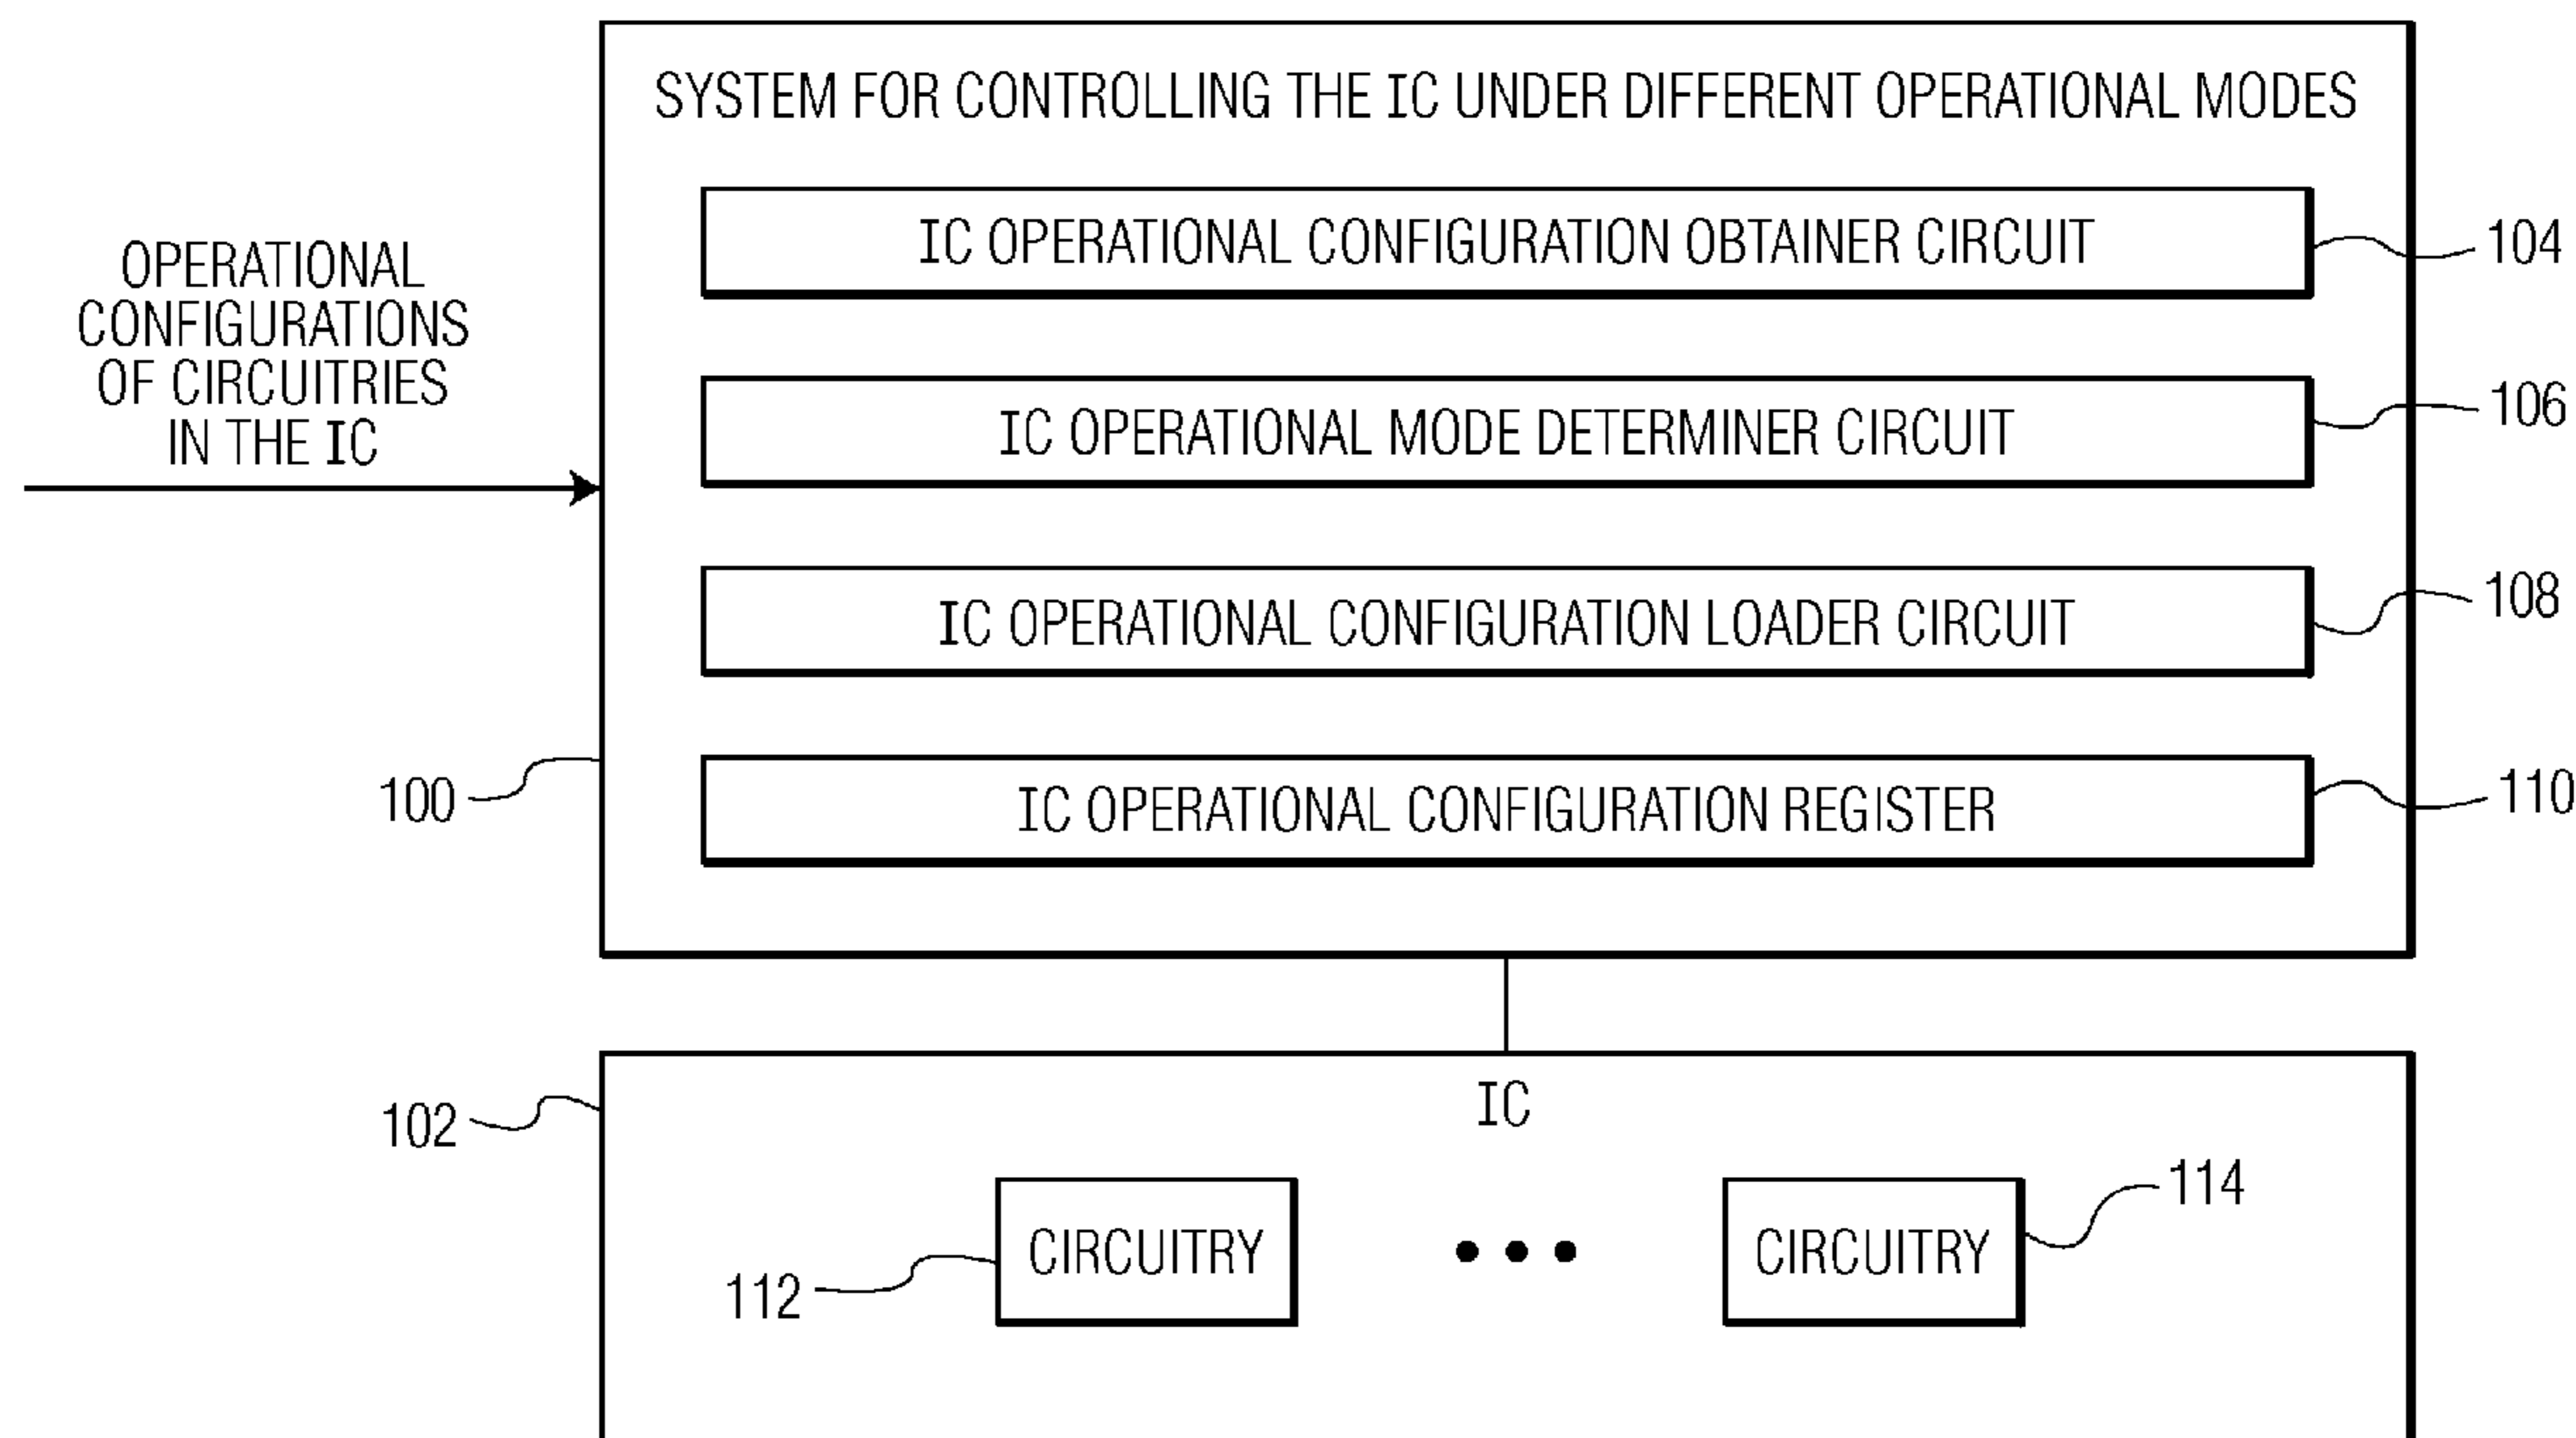 SYSTEM FOR CONTROLLING THE IC UNDER DIFFERENT OPERATIONAL MODES
IC OPERATIONAL CONFIGURATION OBTAINER CIRCUIT
104
OPERATIONAL
CONFIGURATIONS
OF CIRCUITRIES
IN THE IC
IC OPERATIONAL MODE DETERMINER CIRCUIT
106
IC OPERATIONAL CONFIGURATION LOADER CIRCUIT
108
100
IC OPERATIONAL CONFIGURATION REGISTER
110
102
IC
114
CIRCUITRY
CIRCUITRY
112